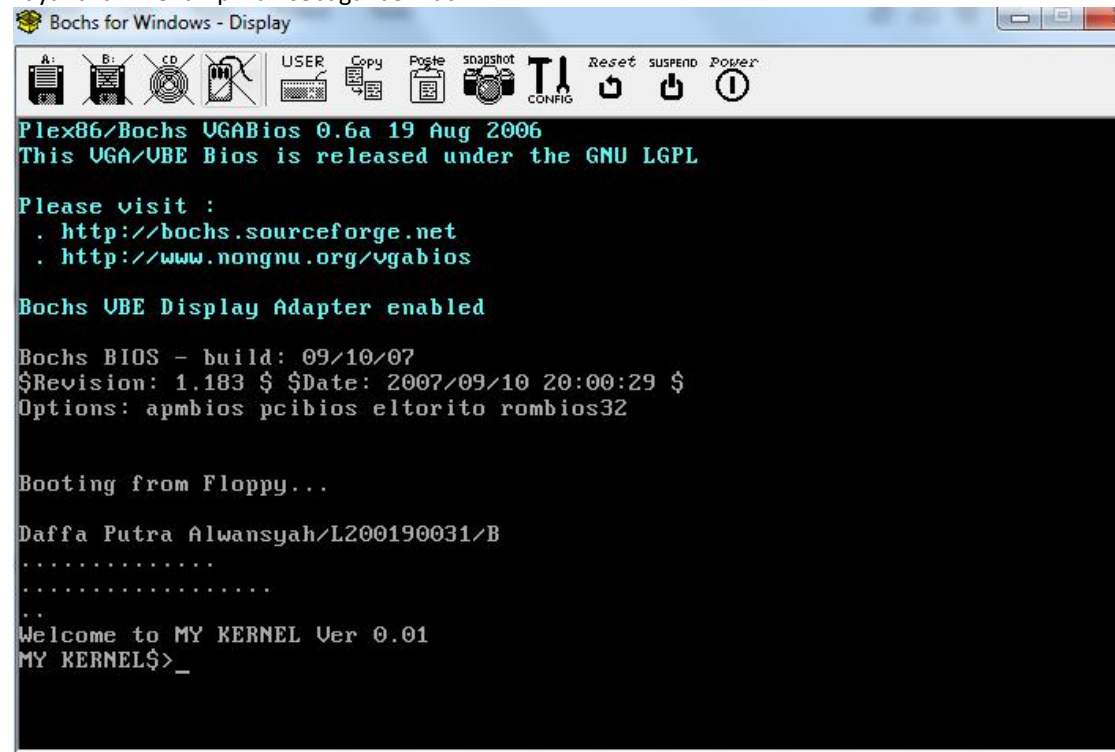 Bochs for Windows - Display
A: B: CD USER Copy Paste snapshot CONFIG Reset SUSPEND Power
Plex86/Bochs VGABios 0.6a 19 Aug 2006
This VGA/VBE Bios is released under the GNU LGPL
Please visit :
. http://bochs.sourceforge.net
. http://www.nongnu.org/vgabios
Bochs VBE Display Adapter enabled
Bochs BIOS - build: 09/10/07
$Revision: 1.183 $ $Date: 2007/09/10 20:00:29 $
Options: apmbios pcibios eltorito rombios32
Booting from Floppy...
Daffa Putra Alwansyah/L200190031/B
..............
..................
..
Welcome to MY KERNEL Ver 0.01
MY KERNEL$>_